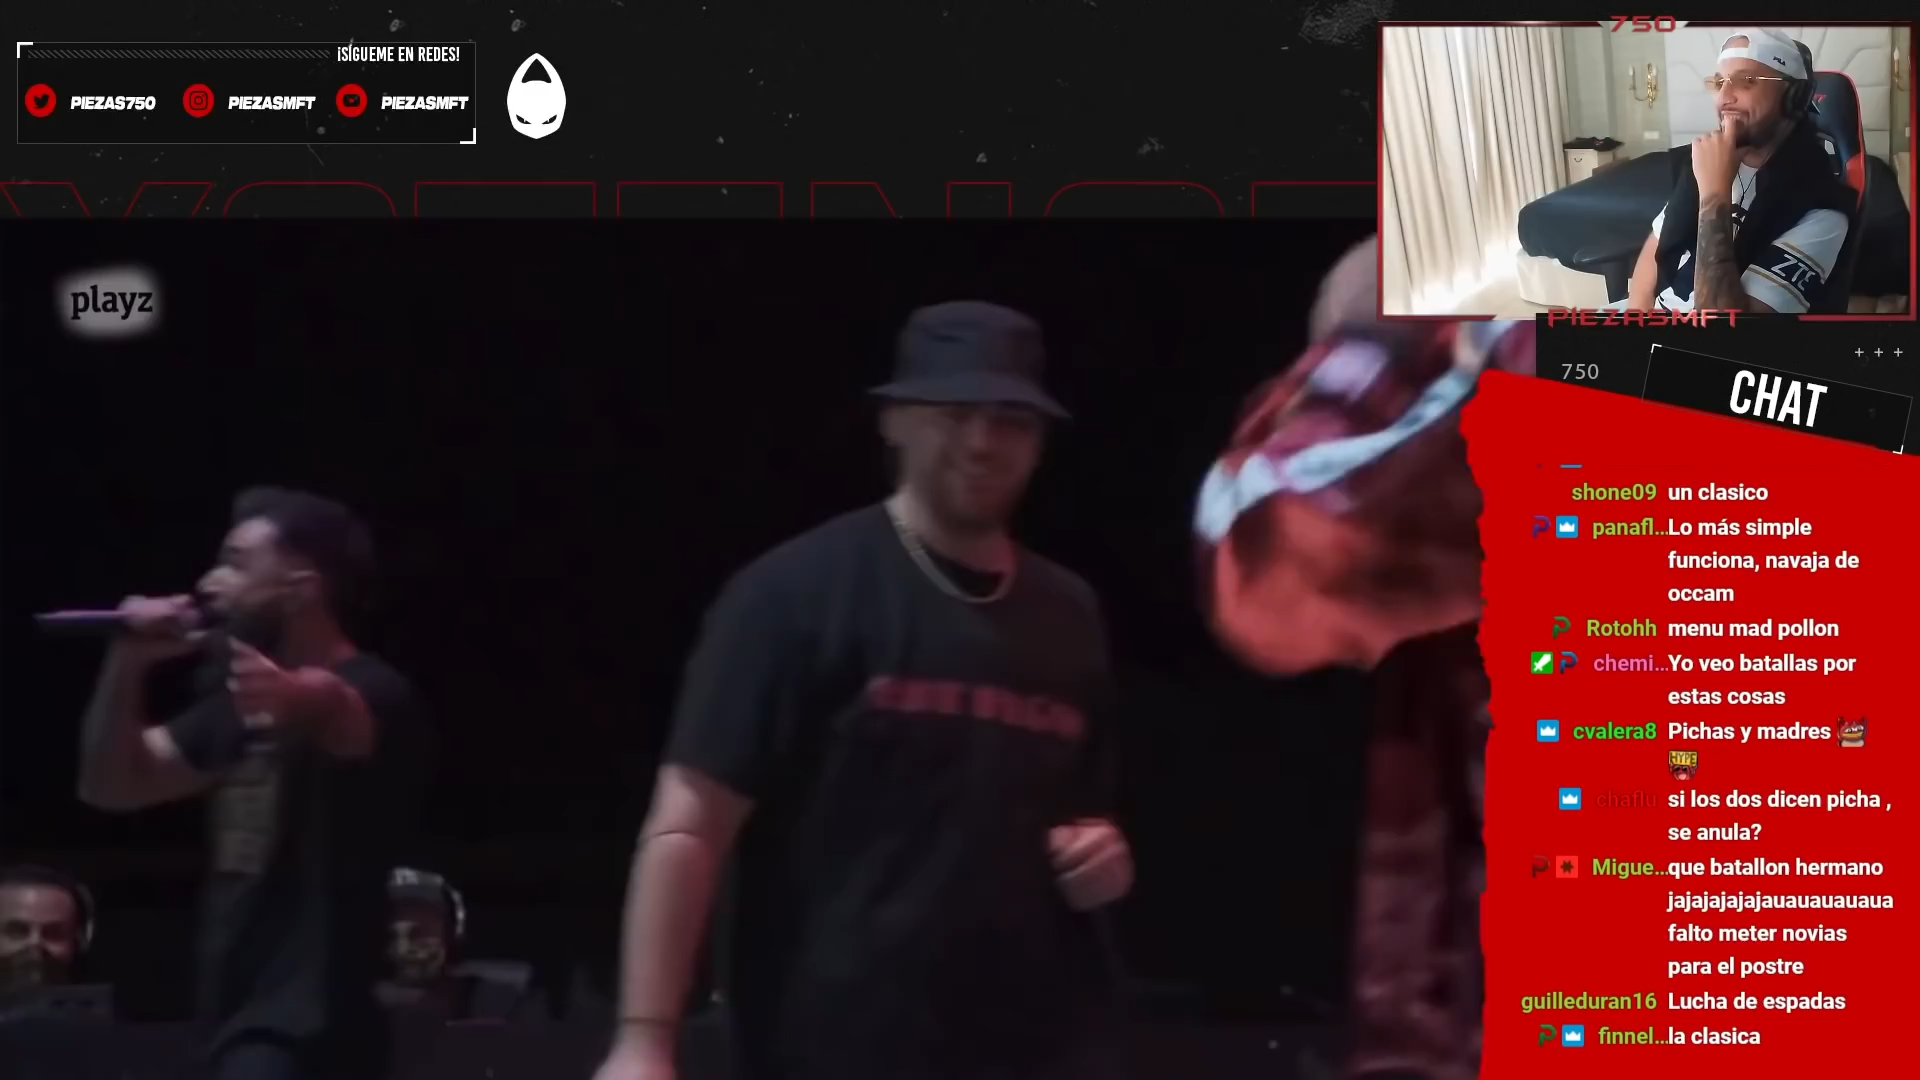 ¡SÍGUEME EN REDES!
PIEZAS750
PIEZASMFT
PIEZASMFT
750
playz
ZTE
PIEZASMFT
750
+ + +
CHAT
shone09 un clasico
panafl...Lo más simple
funciona, navaja de
occam
Rotohh menu mad pollon
chemi...Yo veo batallas por
estas cosas
cvalera8 Pichas y madres
HYPE
chaflu si los dos dicen picha ,
se anula?
Migue...que batallon hermano
jajajajajajauauauauaua
falto meter novias
para el postre
guilleduran16 Lucha de espadas
finnel...la clasica